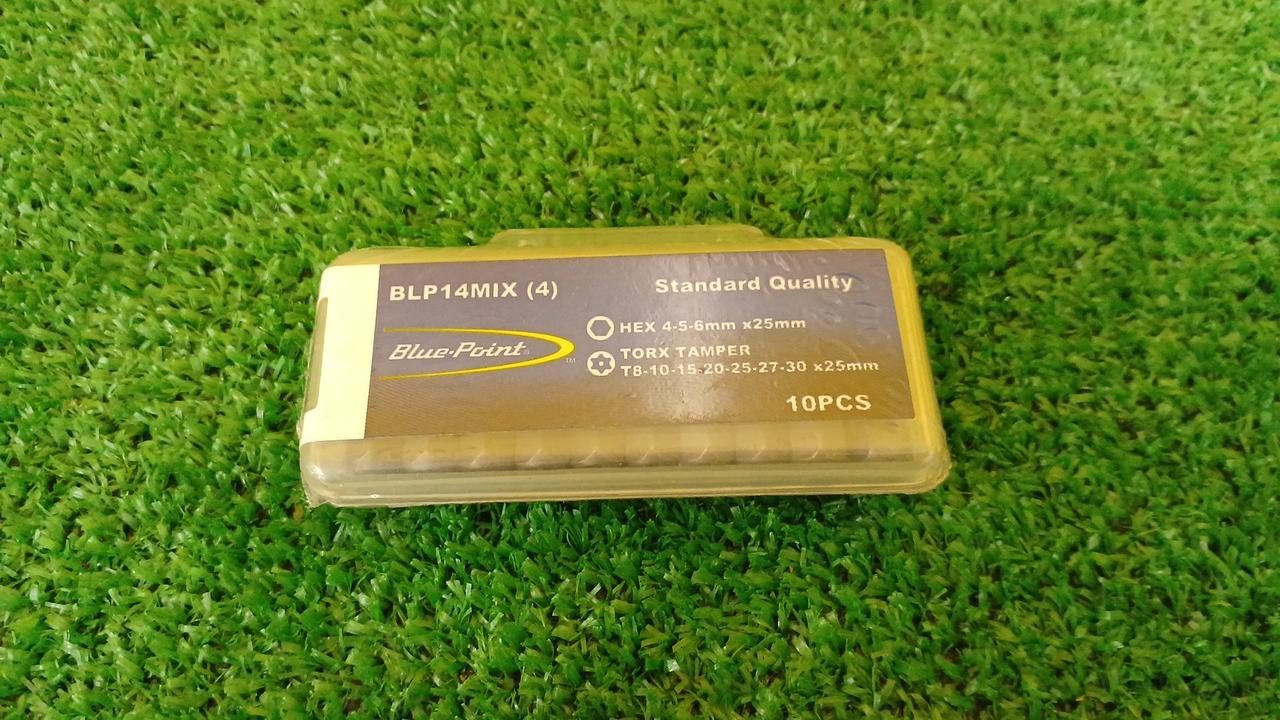 BLP14MIX (4)
Standard Quality
Blue-Point
TM
HEX 4-5-6mm x25mm
TORX TAMPER
T8-10-15-20-25-27-30 x25mm
10PCS